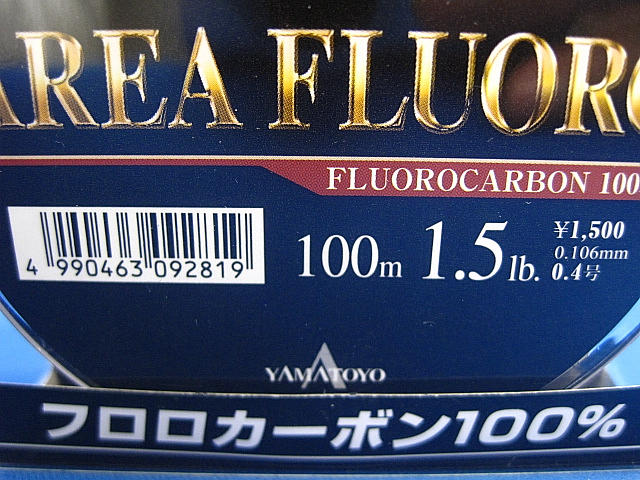 AREA FLUORO
FLUOROCARBON 100
4 990463 092819
100m 1.5lb.
¥1,500
0.106mm
0.4号
YAMATOYO
フロロカーボン100%